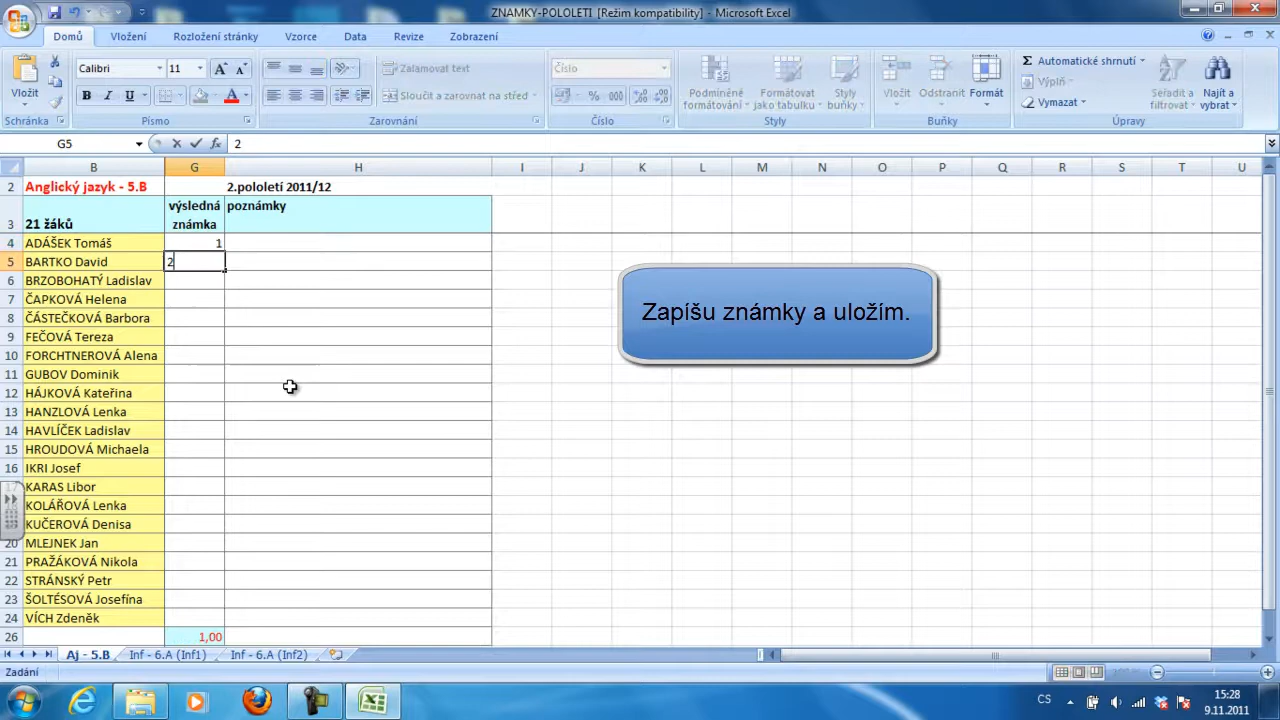 ZNAMKY-POLOLETI [Režim kompatibility] - Microsoft Excel
Domů Vložení Rozložení stránky Vzorce Data Revize Zobrazení
Vložit
Schránka
Calibri 11 A A
B I U A
Písmo
Zalamovat text
Sloučit a zarovnat na střed
Zarovnání
Číslo
% 000
Číslo
Podmíněné formátování
Formátovat jako tabulku
Styly buňky
Styly
Vložit Odstranit Formát
Buňky
Σ Automatické shrnutí
Výplň
Vymazat
Seřadit a filtrovat
Najít a vybrat
Úpravy
G5 fx 2
B G H I J K L M N O P Q R S T U
2 Anglický jazyk - 5.B 2.pololetí 2011/12
výsledná poznámky
3 21 žáků známka
4 ADÁŠEK Tomáš 1
5 BARTKO David 2
6 BRZOBOHATÝ Ladislav
7 ČAPKOVÁ Helena
8 ČÁSTEČKOVÁ Barbora
9 FEČOVÁ Tereza
10 FORCHTNEROVÁ Alena
11 GUBOV Dominik
12 HÁJKOVÁ Kateřina
13 HANZLOVÁ Lenka
14 HAVLÍČEK Ladislav
15 HROUDOVÁ Michaela
16 IKRI Josef
KARAS Libor
KOLÁŘOVÁ Lenka
KUČEROVÁ Denisa
20 MLEJNEK Jan
21 PRAŽÁKOVÁ Nikola
22 STRÁNSKÝ Petr
23 ŠOLTÉSOVÁ Josefína
24 VÍCH Zdeněk
26 1,00
Zapíšu známky a uložím.
Aj - 5.B Inf - 6.A (Inf1) Inf - 6.A (Inf2)
Zadání
CS
15:28
9.11.2011